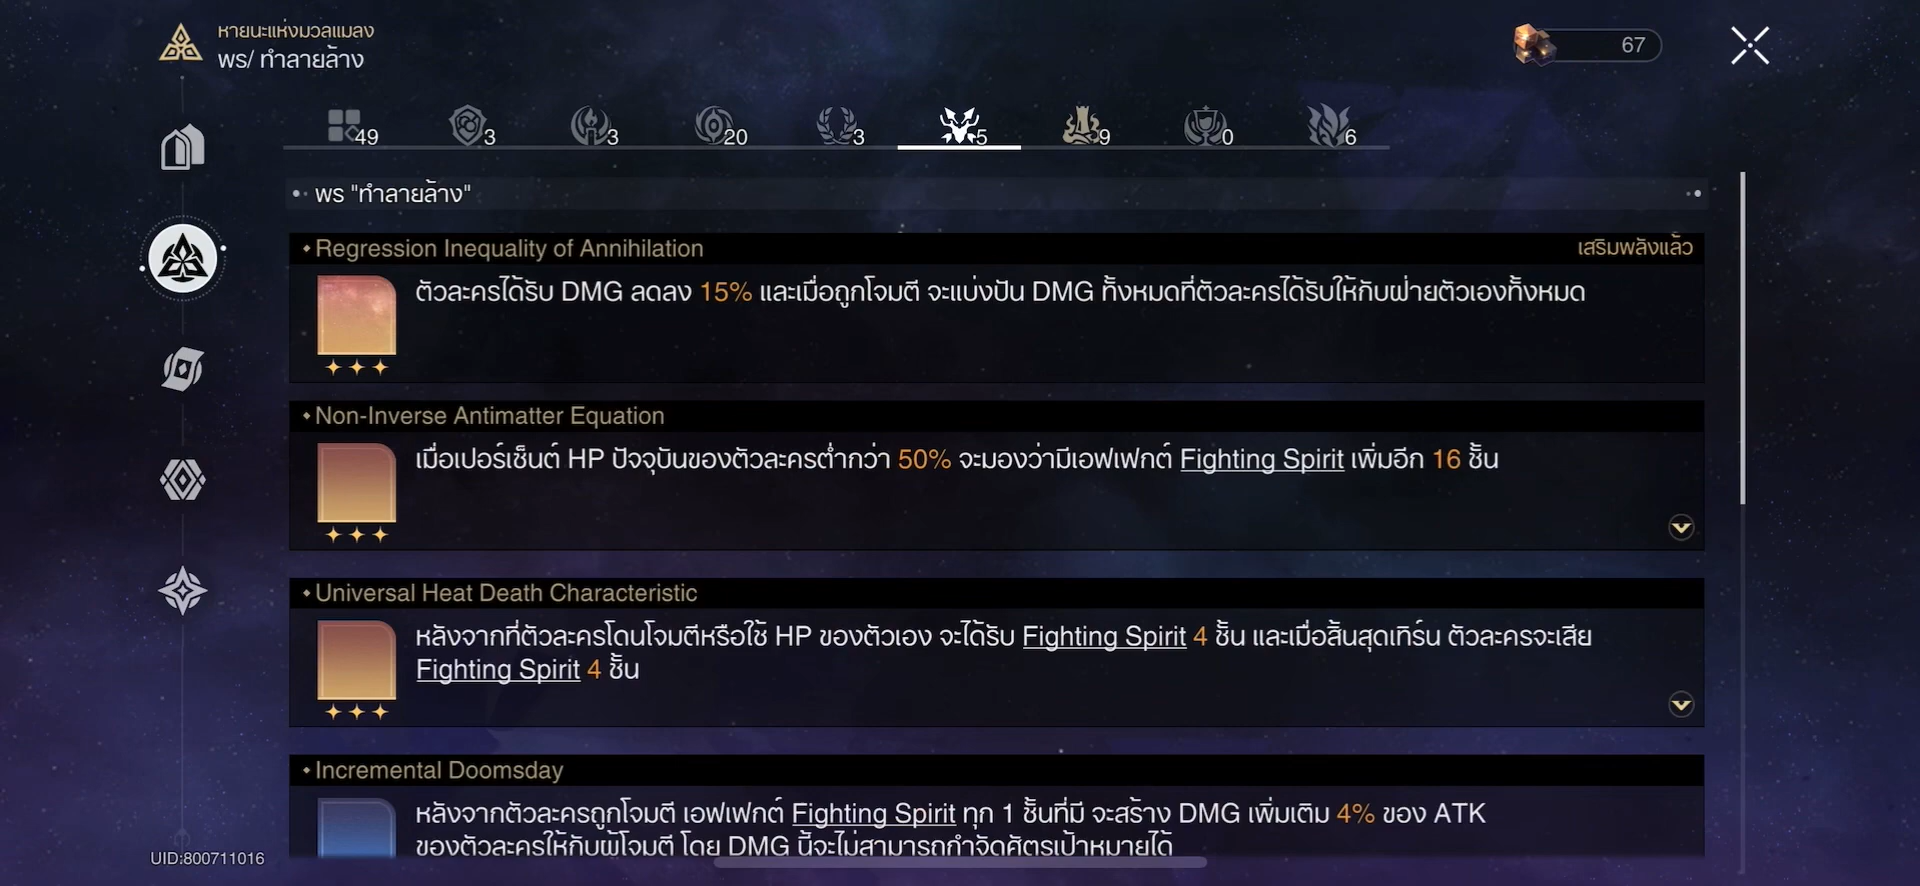 หายนะแห่งมวลแมลง
พร/ ทำลายล้าง
67
49
3
3
20
3
5
9
0
6
พร "ทำลายล้าง"
Regression Inequality of Annihilation
เสริมพลังแล้ว
ตัวละครได้รับ DMG ลดลง 15% และเมื่อถูกโจมตี จะแบ่งปัน DMG ทั้งหมดที่ตัวละครได้รับให้กับฝ่ายตัวเองทั้งหมด
Non-Inverse Antimatter Equation
เมื่อเปอร์เซ็นต์ HP ปัจจุบันของตัวละครต่ำกว่า 50% จะมองว่ามีเอฟเฟกต์ Fighting Spirit เพิ่มอีก 16 ชั้น
Universal Heat Death Characteristic
หลังจากที่ตัวละครโดนโจมตีหรือใช้ HP ของตัวเอง จะได้รับ Fighting Spirit 4 ชั้น และเมื่อสิ้นสุดเทิร์น ตัวละครจะเสีย
Fighting Spirit 4 ชั้น
Incremental Doomsday
หลังจากตัวละครถูกโจมตี เอฟเฟกต์ Fighting Spirit ทุก 1 ชั้นที่มี จะสร้าง DMG เพิ่มเติม 4% ของ ATK
ของตัวละครให้กับผู้โจมตี โดย DMG นี้จะไม่สามารถกำจัดศัตรูเป้าหมายได้
UID:800711016